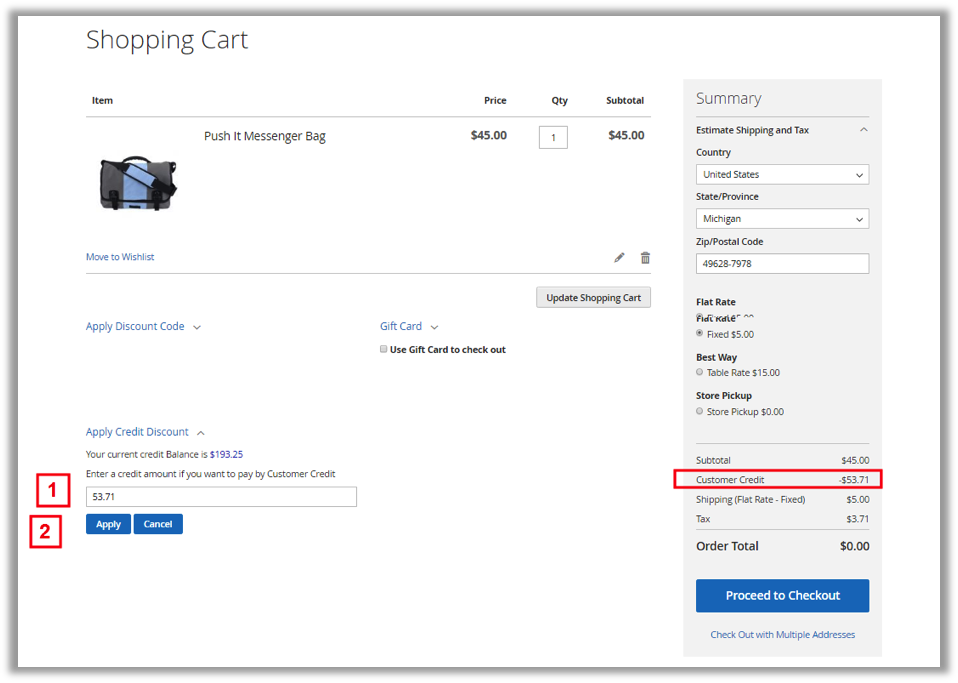 Shopping Cart
Item Price Qty Subtotal
Push It Messenger Bag $45.00 1 $45.00
Move to Wishlist
Update Shopping Cart
Apply Discount Code
Gift Card
Use Gift Card to check out
Apply Credit Discount
Your current credit Balance is $193.25
Enter a credit amount if you want to pay by Customer Credit
1
53.71
2
Apply Cancel
Summary
Estimate Shipping and Tax
Country
United States
State/Province
Michigan
Zip/Postal Code
49628-7978
Flat Rate
Flat Rate
Fixed $5.00
Best Way
Table Rate $15.00
Store Pickup
Store Pickup $0.00
Subtotal $45.00
Customer Credit -$53.71
Shipping (Flat Rate - Fixed) $5.00
Tax $3.71
Order Total $0.00
Proceed to Checkout
Check Out with Multiple Addresses